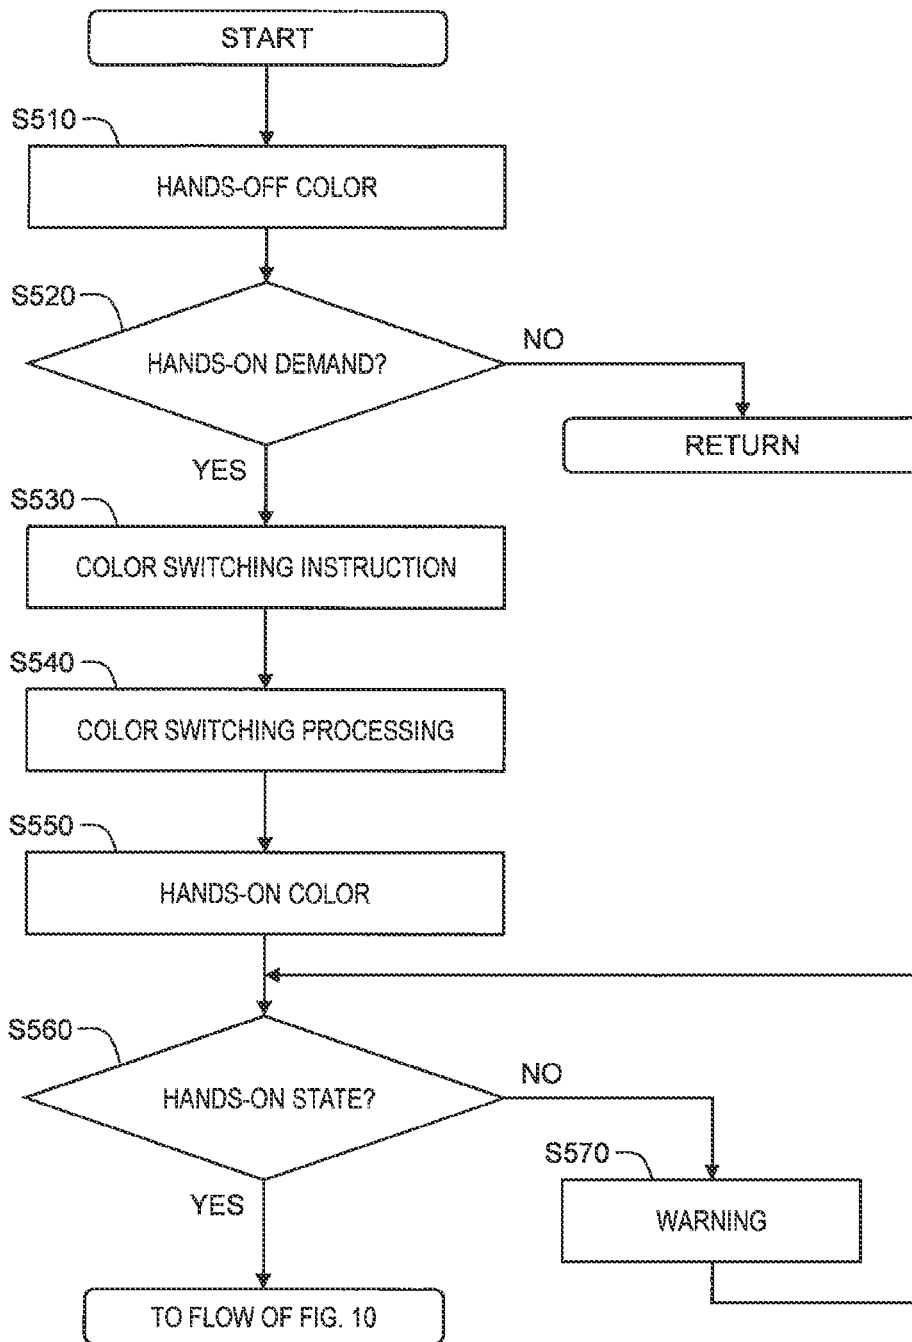 START
S510
HANDS-OFF COLOR
S520
HANDS-ON DEMAND?
NO
RETURN
YES
S530
COLOR SWITCHING INSTRUCTION
S540
COLOR SWITCHING PROCESSING
S550
HANDS-ON COLOR
S560
HANDS-ON STATE?
NO
S570
WARNING
YES
TO FLOW OF FIG. 10